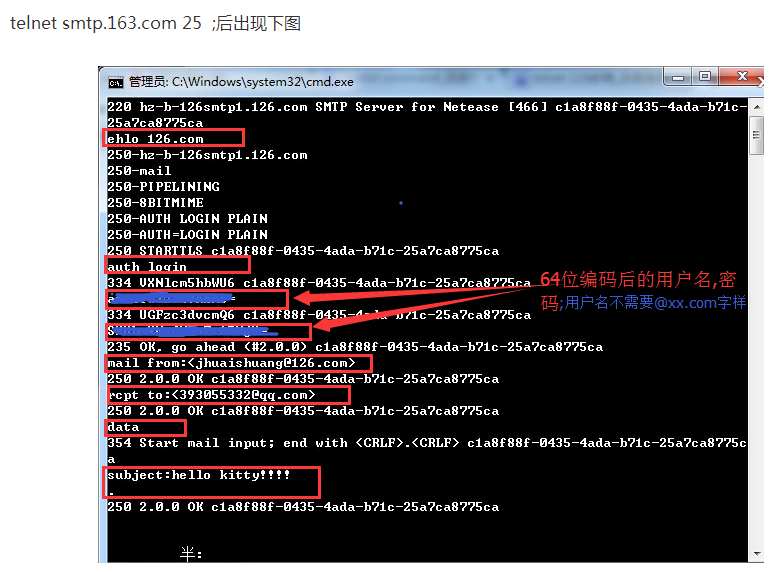 telnet smtp.163.com 25  ;后出现下图
管理员: C:\Windows\system32\cmd.exe
220 hz-b-126smtp1.126.com SMTP Server for Netease [466] c1a8f88f-0435-4ada-b71c-
25a7ca8775ca
ehlo 126.com
250-hz-b-126smtp1.126.com
250-mail
250-PIPELINING
250-8BITMIME
250-AUTH LOGIN PLAIN
250-AUTH=LOGIN PLAIN
250 STARTTLS c1a8f88f-0435-4ada-b71c-25a7ca8775ca
auth login
334 VXNlcm5hbWU6 c1a8f88f-0435-4ada-b71c-25a7ca8775ca
64位编码后的用户名,密
码;用户名不需要@xx.com字样
334 UGFzc3dvcmQ6 c1a8f88f-0435-4ada-b71c-25a7ca8775ca
235 OK, go ahead (#2.0.0) c1a8f88f-0435-4ada-b71c-25a7ca8775ca
mail from:<jhuaishuang@126.com>
250 2.0.0 OK c1a8f88f-0435-4ada-b71c-25a7ca8775ca
rcpt to:<393055332@qq.com>
250 2.0.0 OK c1a8f88f-0435-4ada-b71c-25a7ca8775ca
data
354 Start mail input; end with <CRLF>.<CRLF> c1a8f88f-0435-4ada-b71c-25a7ca8775c
a
subject:hello kitty!!!!
.
250 2.0.0 OK c1a8f88f-0435-4ada-b71c-25a7ca8775ca
半: